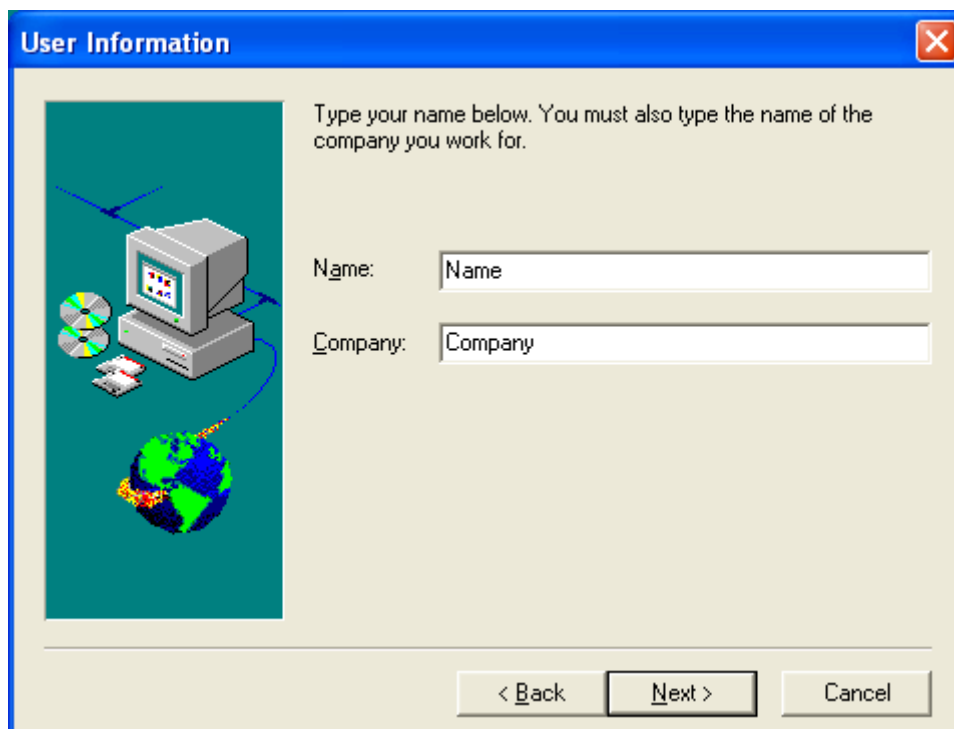 User Information
Type your name below. You must also type the name of the
company you work for.
Name: Name
Company: Company
< Back Next > Cancel